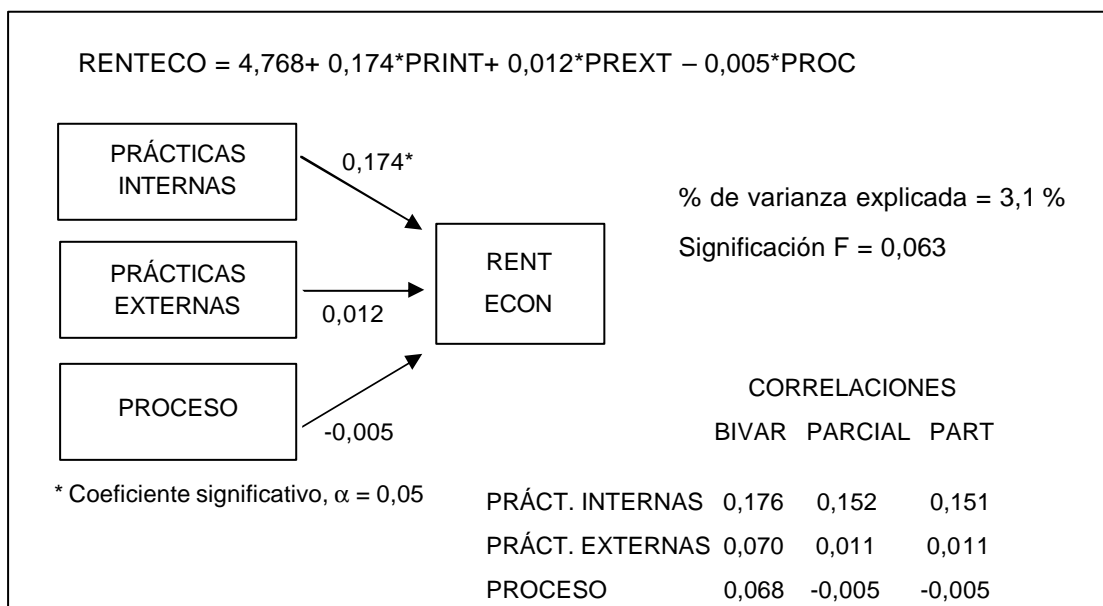 RENTECO = 4,768+ 0,174*PRINT+ 0,012*PREXT – 0,005*PROC
PRÁCTICAS
INTERNAS
0,174*
% de varianza explicada = 3,1 %
Significación F = 0,063
PRÁCTICAS
EXTERNAS
0,012
RENT
ECON
PROCESO
-0,005
* Coeficiente significativo, α = 0,05
CORRELACIONES
BIVAR PARCIAL PART
PRÁCT. INTERNAS 0,176 0,152 0,151
PRÁCT. EXTERNAS 0,070 0,011 0,011
PROCESO 0,068 -0,005 -0,005